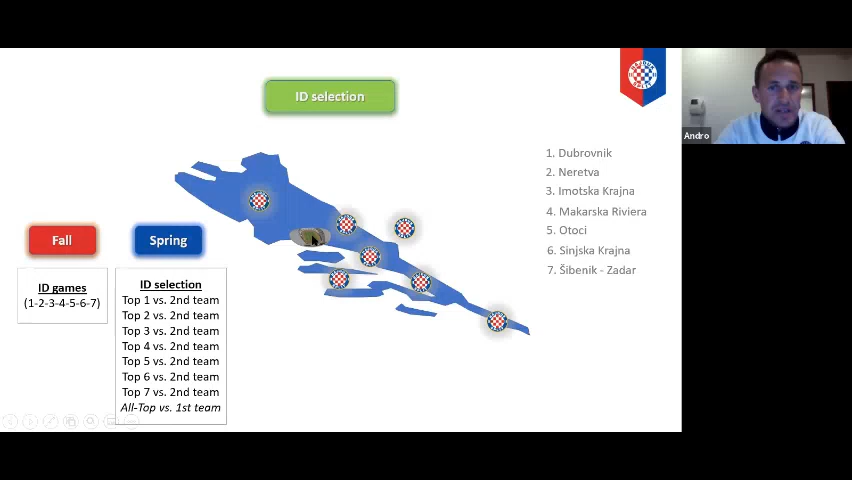 ID selection
HAJDUK
SPLIT
Andro
1. Dubrovnik
2. Neretva
3. Imotska Krajna
4. Makarska Riviera
5. Otoci
6. Sinjska Krajna
7. Šibenik - Zadar
Fall
Spring
ID games
(1-2-3-4-5-6-7)
ID selection
Top 1 vs. 2nd team
Top 2 vs. 2nd team
Top 3 vs. 2nd team
Top 4 vs. 2nd team
Top 5 vs. 2nd team
Top 6 vs. 2nd team
Top 7 vs. 2nd team
All-Top vs. 1st team